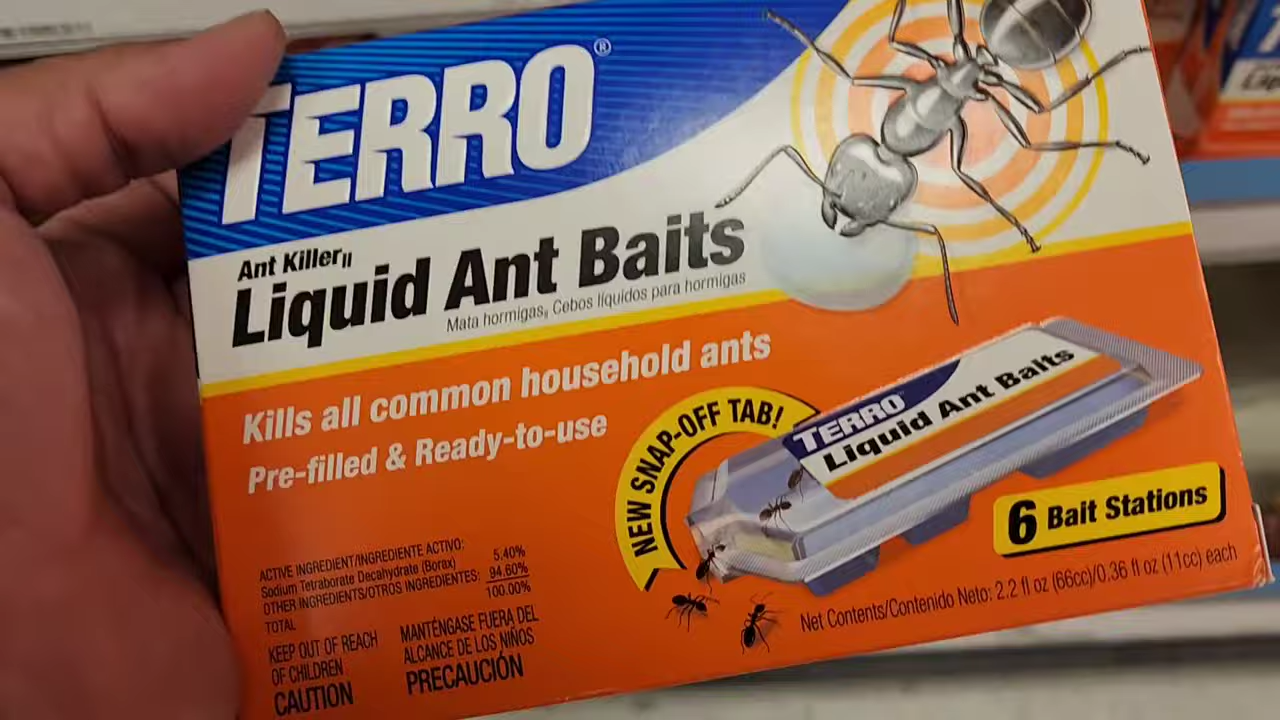 TERRO®
Ant Killer II
Liquid Ant Baits
Mata hormigas II Cebos líquidos para hormigas
Kills all common household ants
Pre-filled & Ready-to-use
NEW SNAP-OFF TAB!
TERRO
Liquid Ant Baits
6 Bait Stations
ACTIVE INGREDIENT/INGREDIENTE ACTIVO:
Sodium Tetraborate Decahydrate (Borax) 5.40%
OTHER INGREDIENTS/OTROS INGREDIENTES: 94.60%
TOTAL 100.00%
KEEP OUT OF REACH
OF CHILDREN
CAUTION
MANTÉNGASE FUERA DEL
ALCANCE DE LOS NIÑOS
PRECAUCIÓN
Net Contents/Contenido Neto: 2.2 fl oz (66cc)/0.36 fl oz (11cc) each